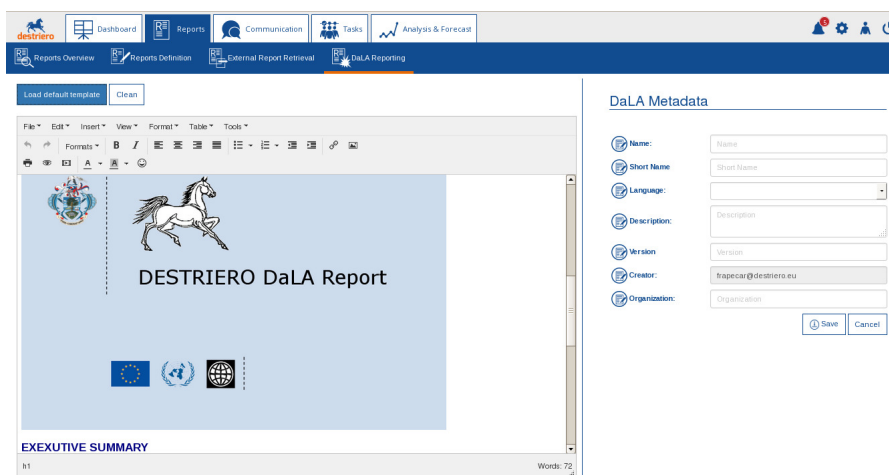 destriero
Dashboard Reports Communication Tasks Analysis & Forecast 5
Reports Overview Reports Definition External Report Retrieval DaLA Reporting
Load default template Clean
DaLA Metadata
File Edit Insert View Format Table Tools
Formats B I
A A
Name: Name
Short Name Short Name
Language:
Description: Description
Version Version
Creator: frapecar@destriero.eu
Organization: Organization
Save Cancel
DESTRIERO DaLA Report
EXEXUTIVE SUMMARY
h1 Words: 72